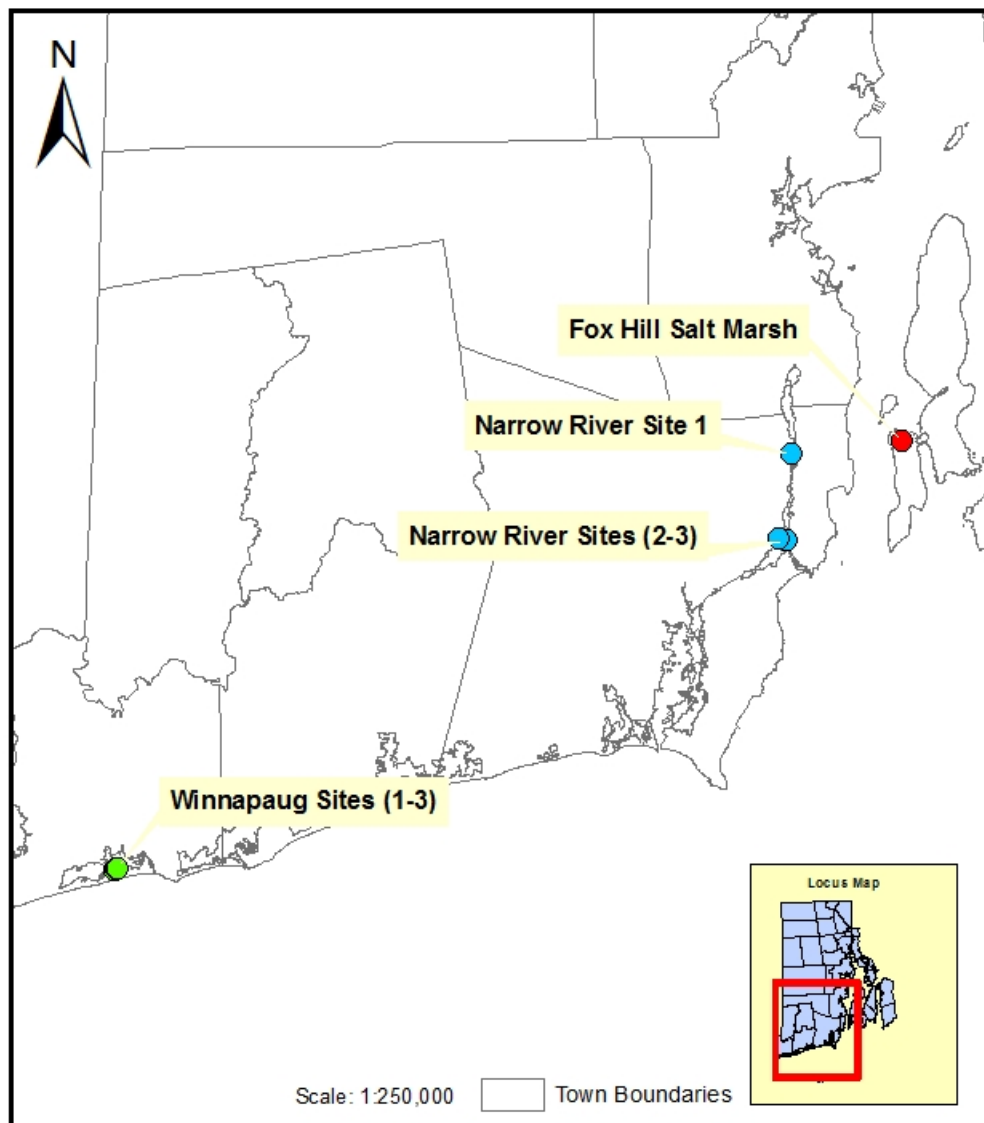 N
Fox Hill Salt Marsh
Narrow River Site 1
Narrow River Sites (2-3)
Winnapaug Sites (1-3)
Locus Map
Scale: 1:250,000
Town Boundaries